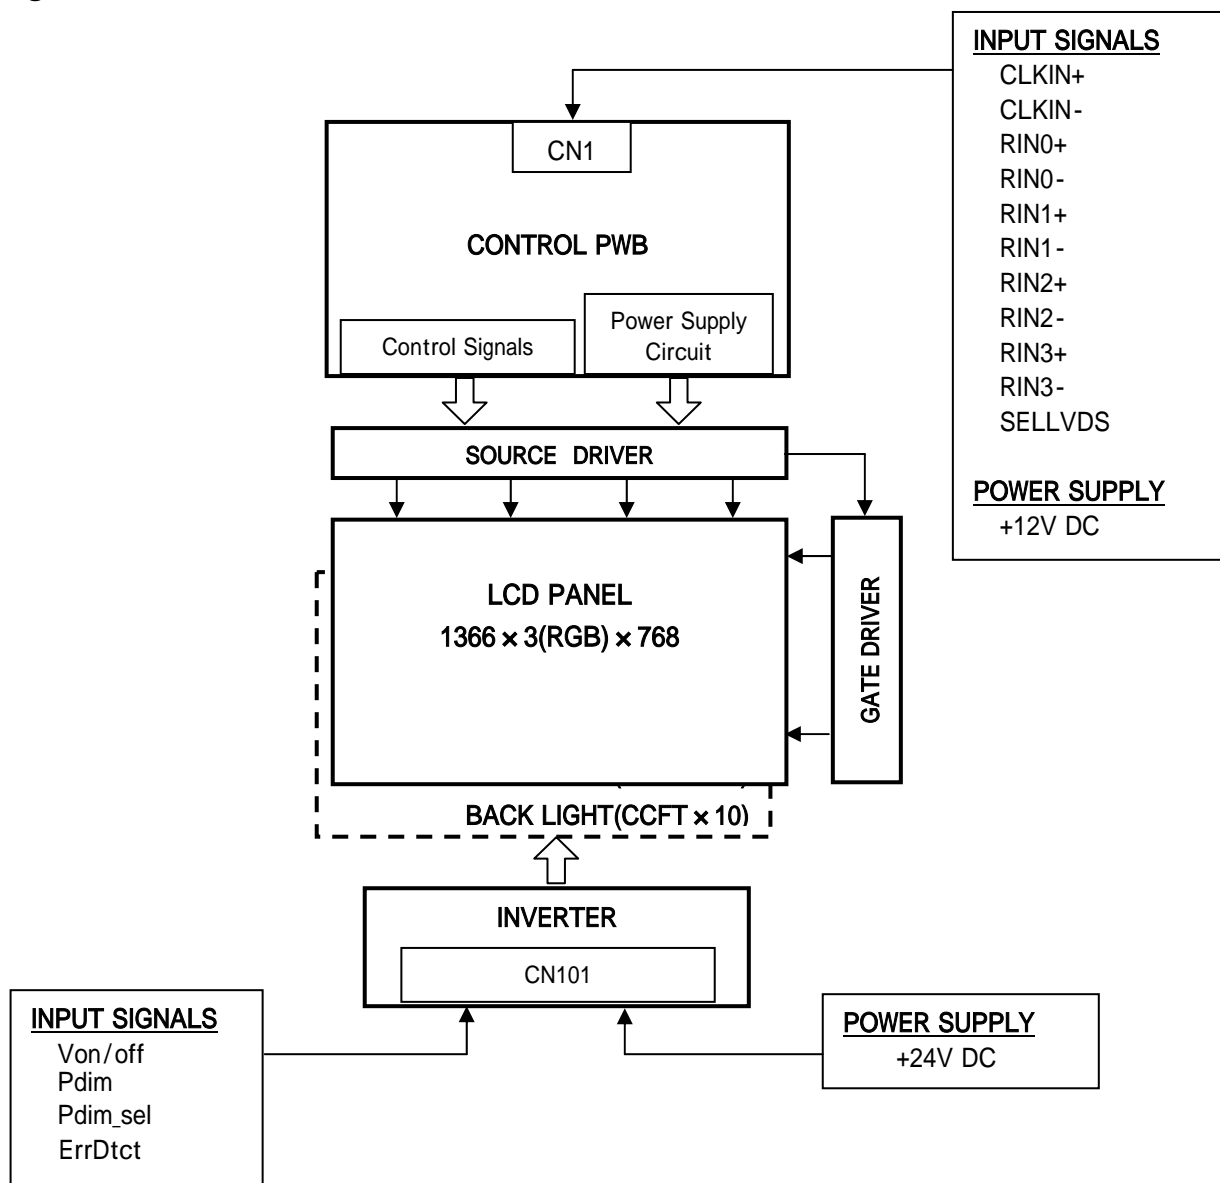 INPUT SIGNALS
CLKIN+
CLKIN-
RIN0+
RIN0-
RIN1+
RIN1-
RIN2+
RIN2-
RIN3+
RIN3-
SELLVDS
POWER SUPPLY
+12V DC
CN1
CONTROL PWB
Control Signals
Power Supply
Circuit
SOURCE DRIVER
LCD PANEL
1366 × 3(RGB) × 768
GATE DRIVER
BACK LIGHT(CCFT × 10)
INVERTER
CN101
INPUT SIGNALS
Von/off
Pdim
Pdim_sel
ErrDtct
POWER SUPPLY
+24V DC